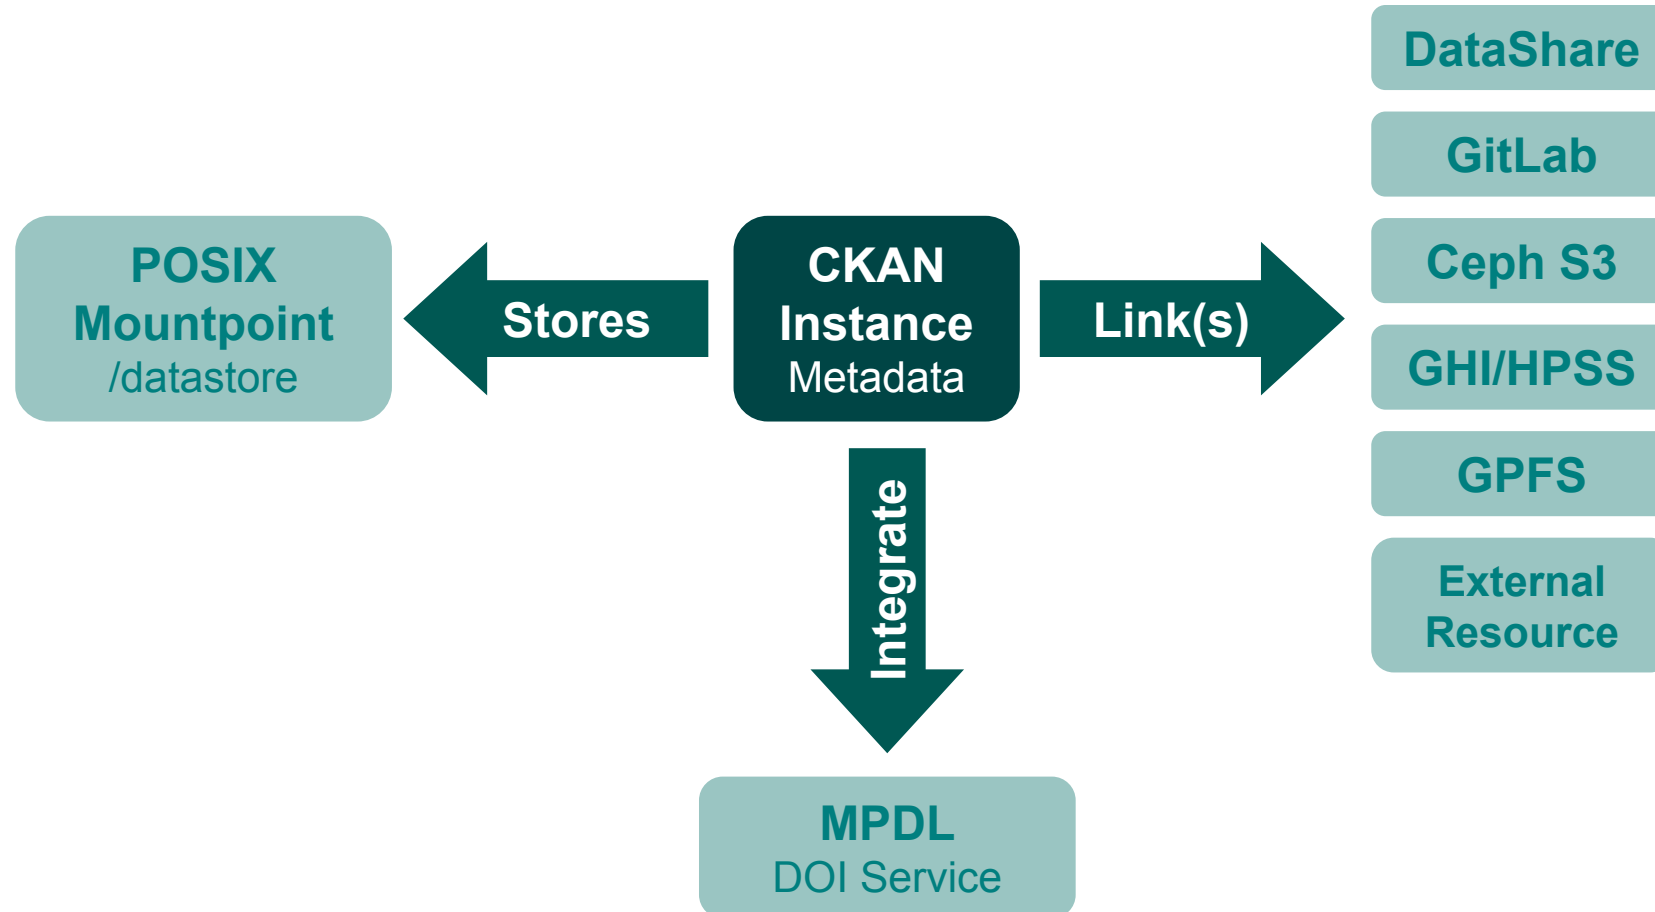 DataShare
GitLab
Ceph S3
GHI/HPSS
GPFS
External
Resource
POSIX
Mountpoint
/datastore
Stores
CKAN
Instance
Metadata
Link(s)
Integrate
MPDL
DOI Service